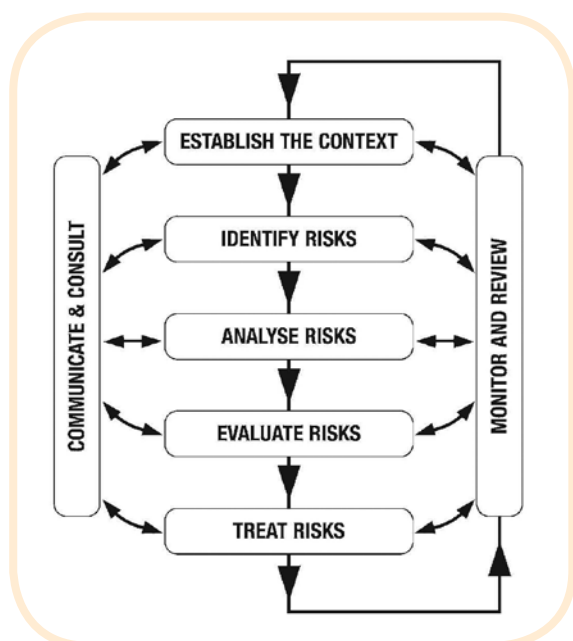 ESTABLISH THE CONTEXT
IDENTIFY RISKS
ANALYSE RISKS
EVALUATE RISKS
TREAT RISKS
COMMUNICATE & CONSULT
MONITOR AND REVIEW